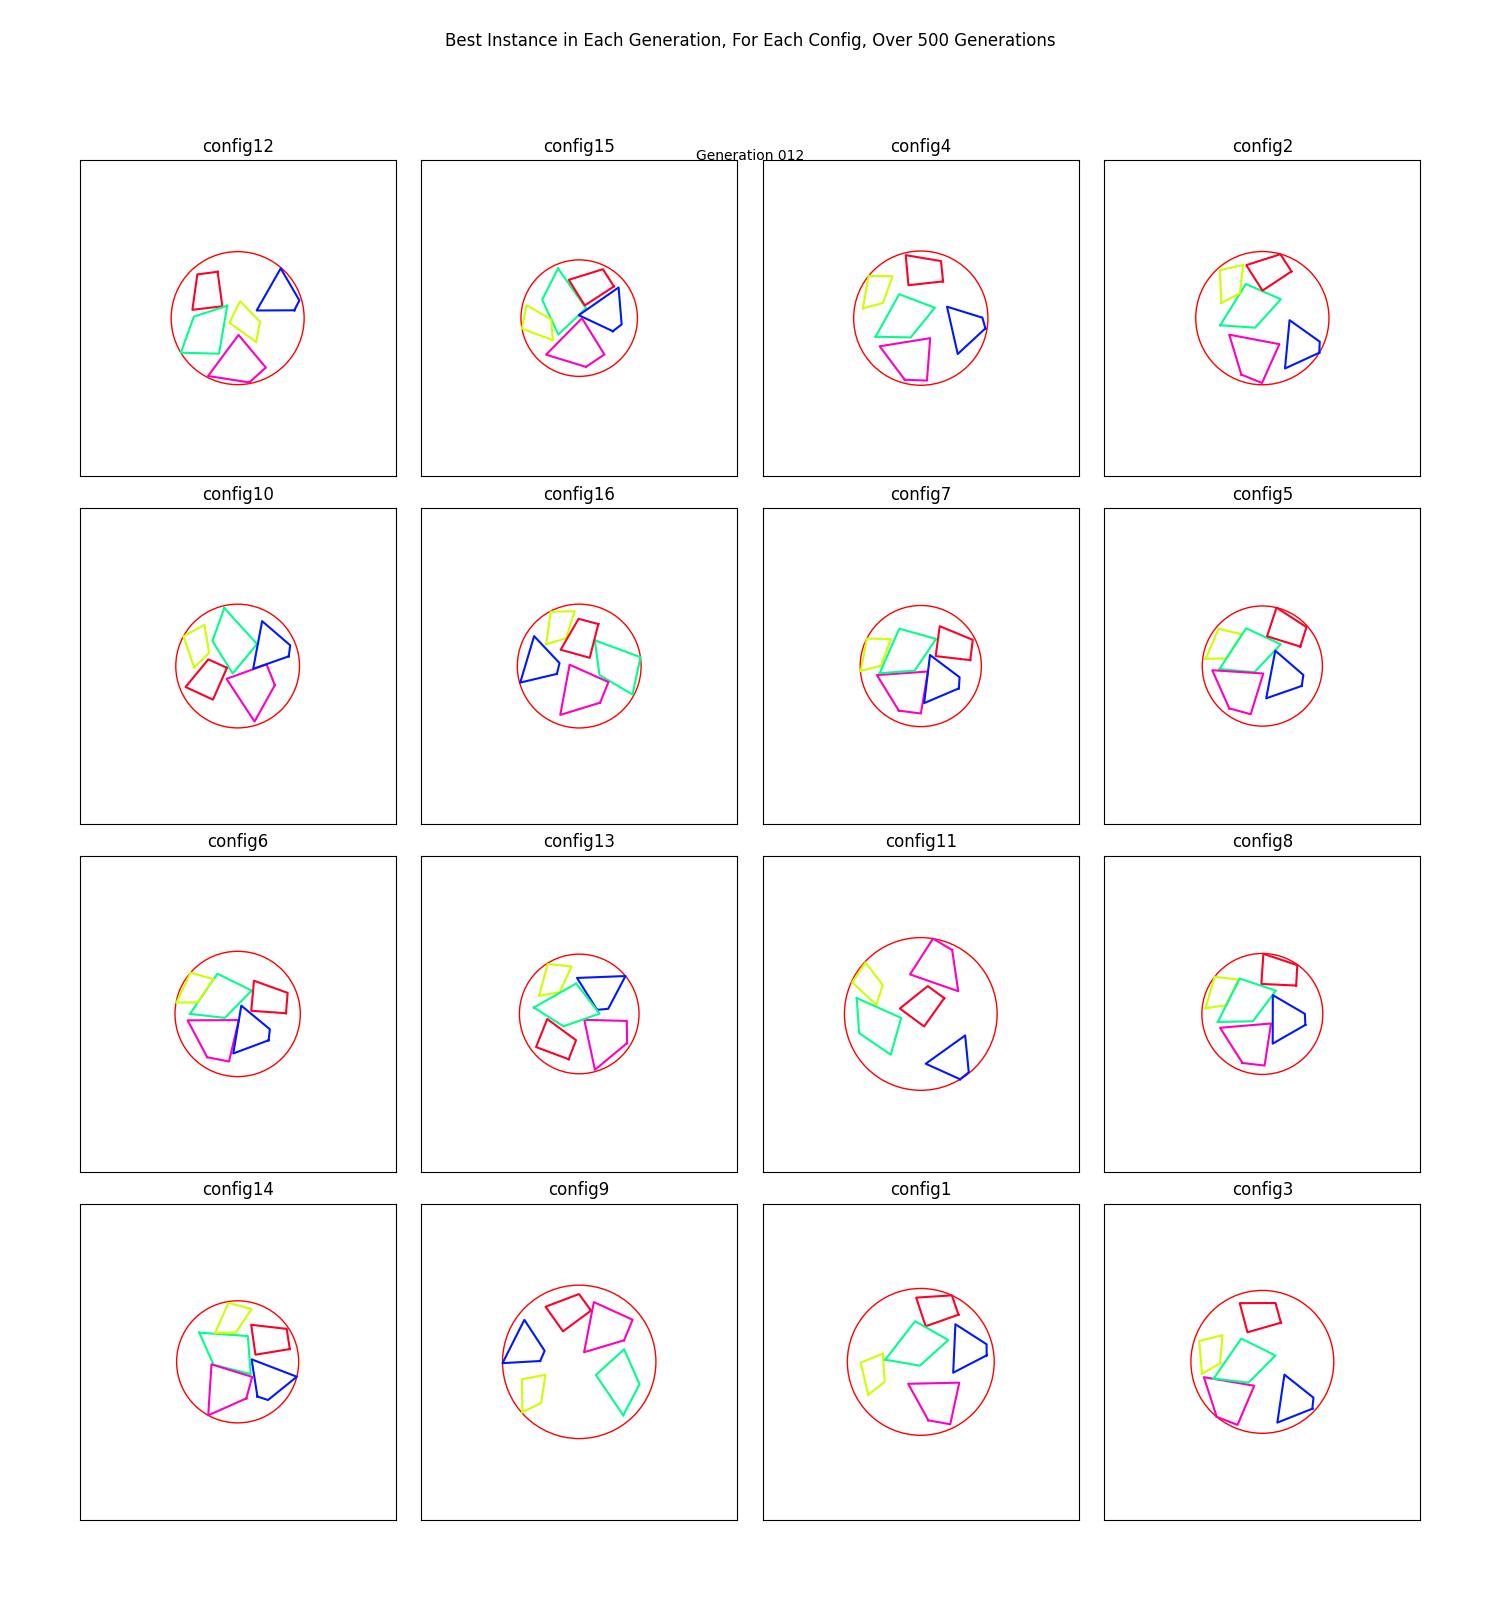 Best Instance in Each Generation, For Each Config, Over 500 Generations
Generation 012
config12
config15
config4
config2
config10
config16
config7
config5
config6
config13
config11
config8
config14
config9
config1
config3